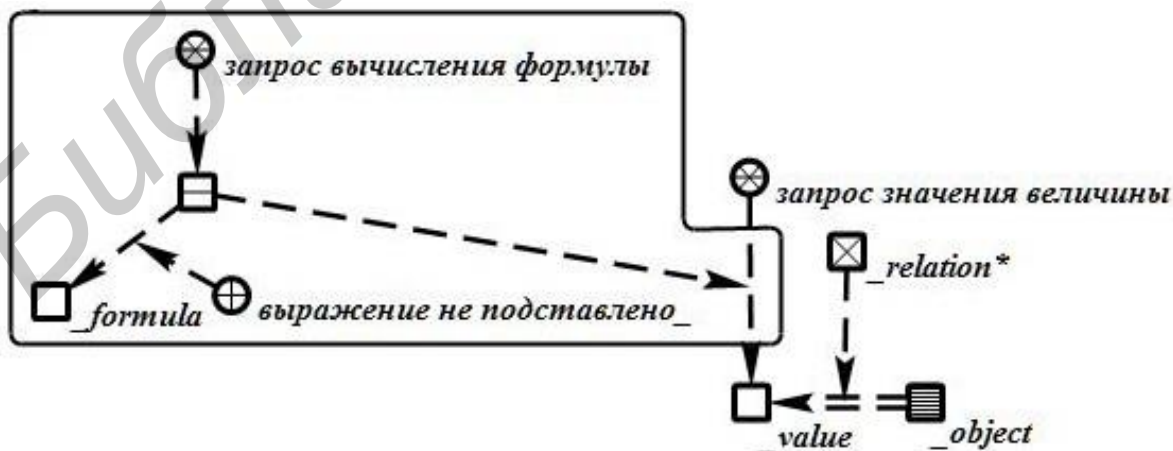 запрос вычисления формулы
запрос значения величины
_relation*
_formula
выражение не подставлено_
_value
_object